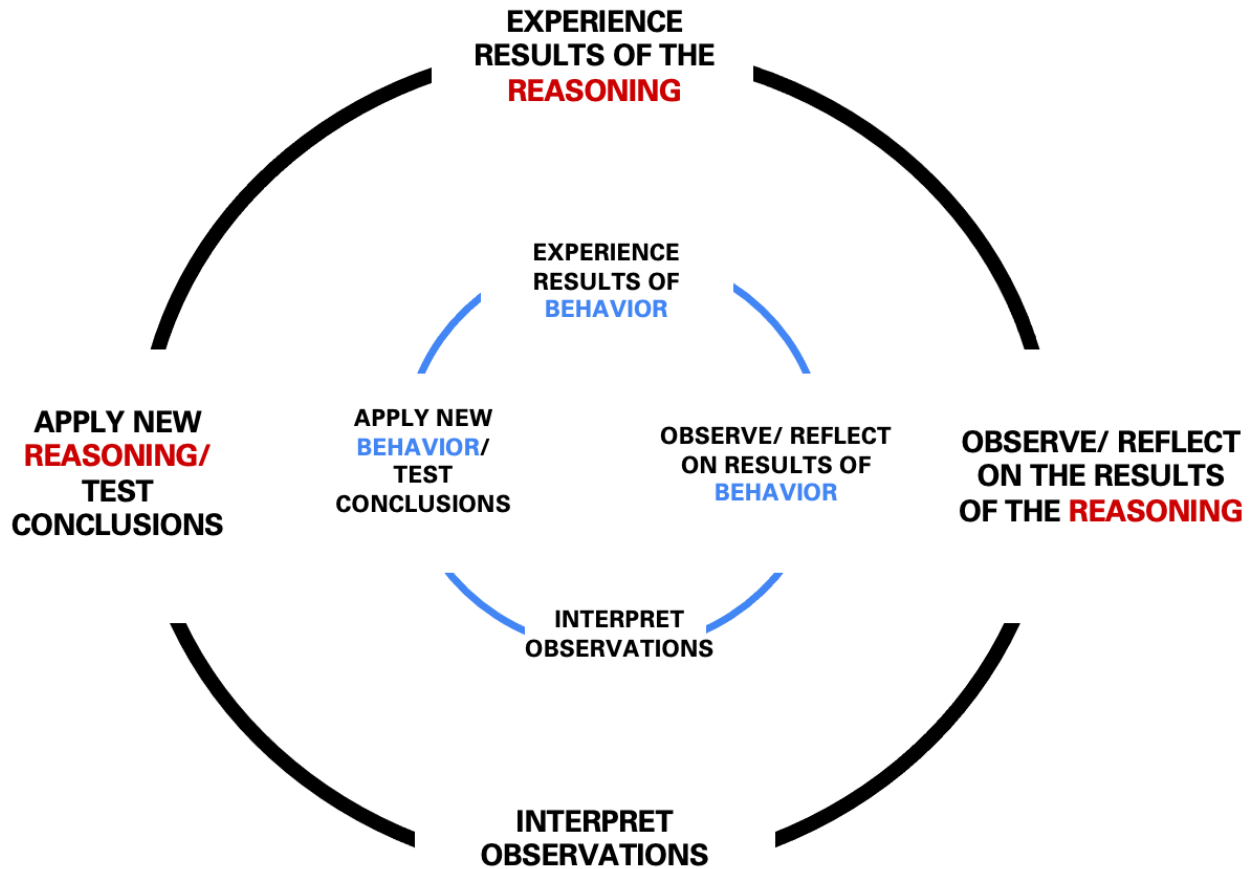 EXPERIENCE
RESULTS OF THE
REASONING
EXPERIENCE
RESULTS OF
BEHAVIOR
APPLY NEW
REASONING/
TEST
CONCLUSIONS
APPLY NEW
BEHAVIOR/
TEST
CONCLUSIONS
OBSERVE/ REFLECT
ON RESULTS OF
BEHAVIOR
OBSERVE/ REFLECT
ON THE RESULTS
OF THE REASONING
INTERPRET
OBSERVATIONS
INTERPRET
OBSERVATIONS